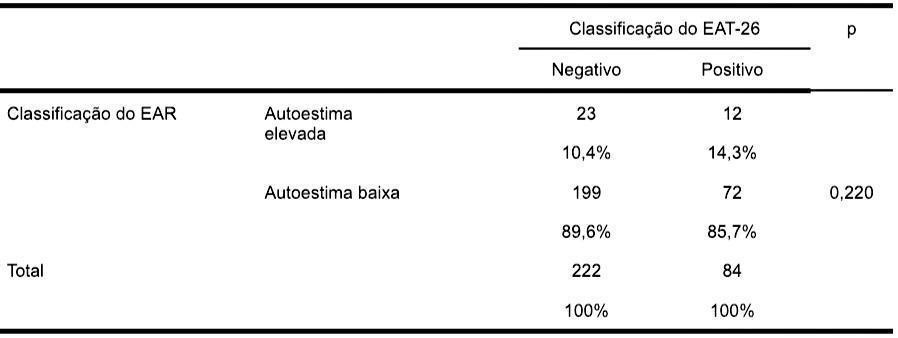 Classificação do EAT-26 p
Negativo Positivo
Classificação do EAR Autoestima elevada 23 12
10,4% 14,3%
Autoestima baixa 199 72 0,220
89,6% 85,7%
Total 222 84
100% 100%